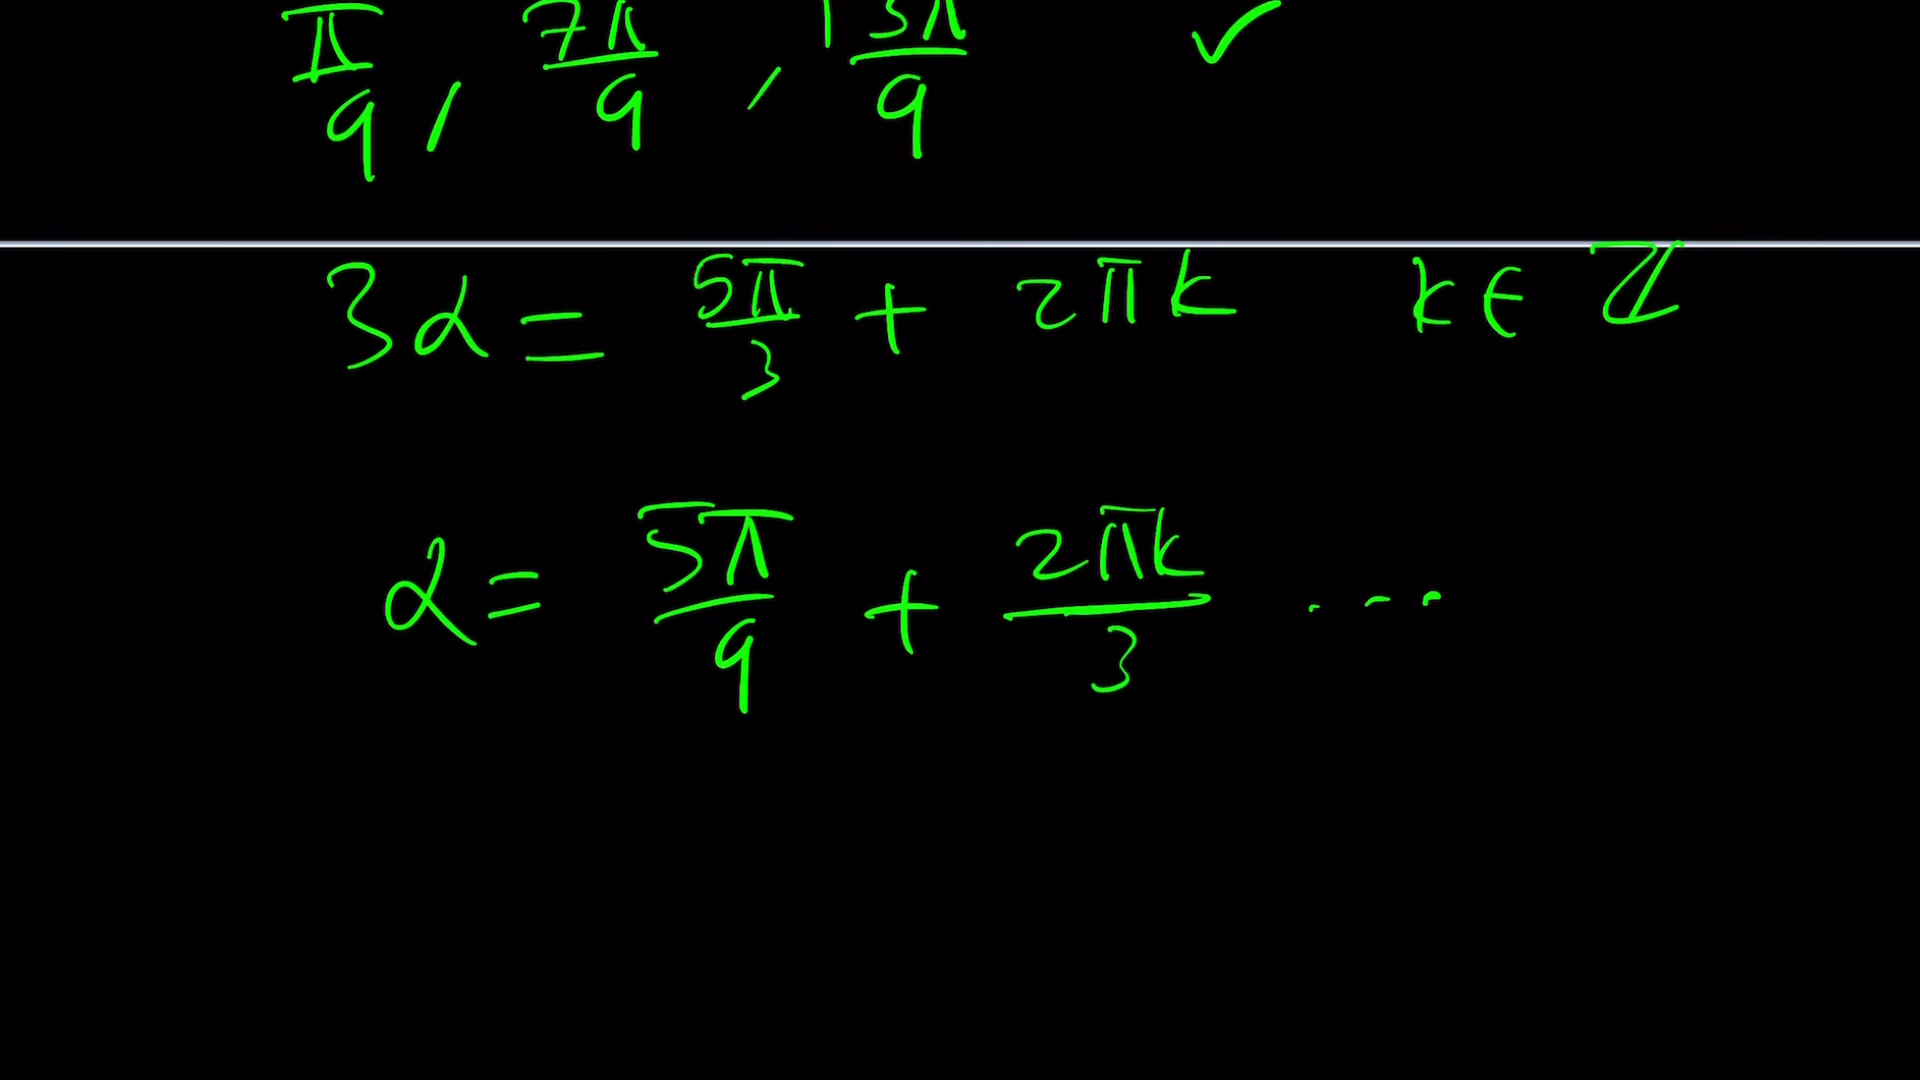 π/9, 7π/9, 13π/9 ✓
3α = 5π/3 + 2πk k ∈ ℤ
α = 5π/9 + 2πk/3 ...